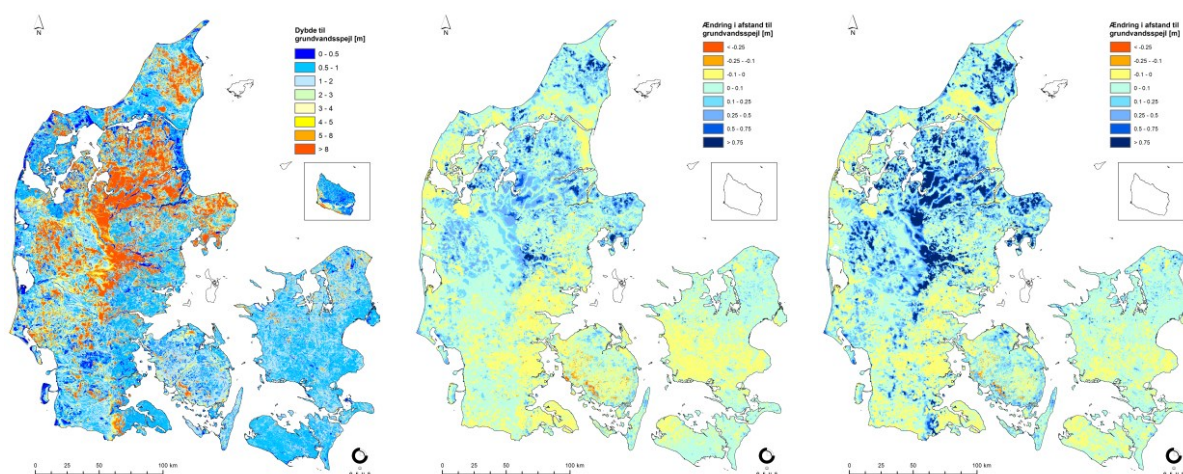 N
Dybde til
grundvandsspejl [m]
0 - 0.5
0.5 - 1
1 - 2
2 - 3
3 - 4
4 - 5
5 - 8
> 8
0 25 50 100 km
N
Ændring i afstand til
grundvandsspejl [m]
< -0.25
-0.25 - -0.1
-0.1 - 0
0 - 0.1
0.1 - 0.25
0.25 - 0.5
0.5 - 0.75
> 0.75
0 25 50 100 km
N
Ændring i afstand til
grundvandsspejl [m]
< -0.25
-0.25 - -0.1
-0.1 - 0
0 - 0.1
0.1 - 0.25
0.25 - 0.5
0.5 - 0.75
> 0.75
0 25 50 100 km